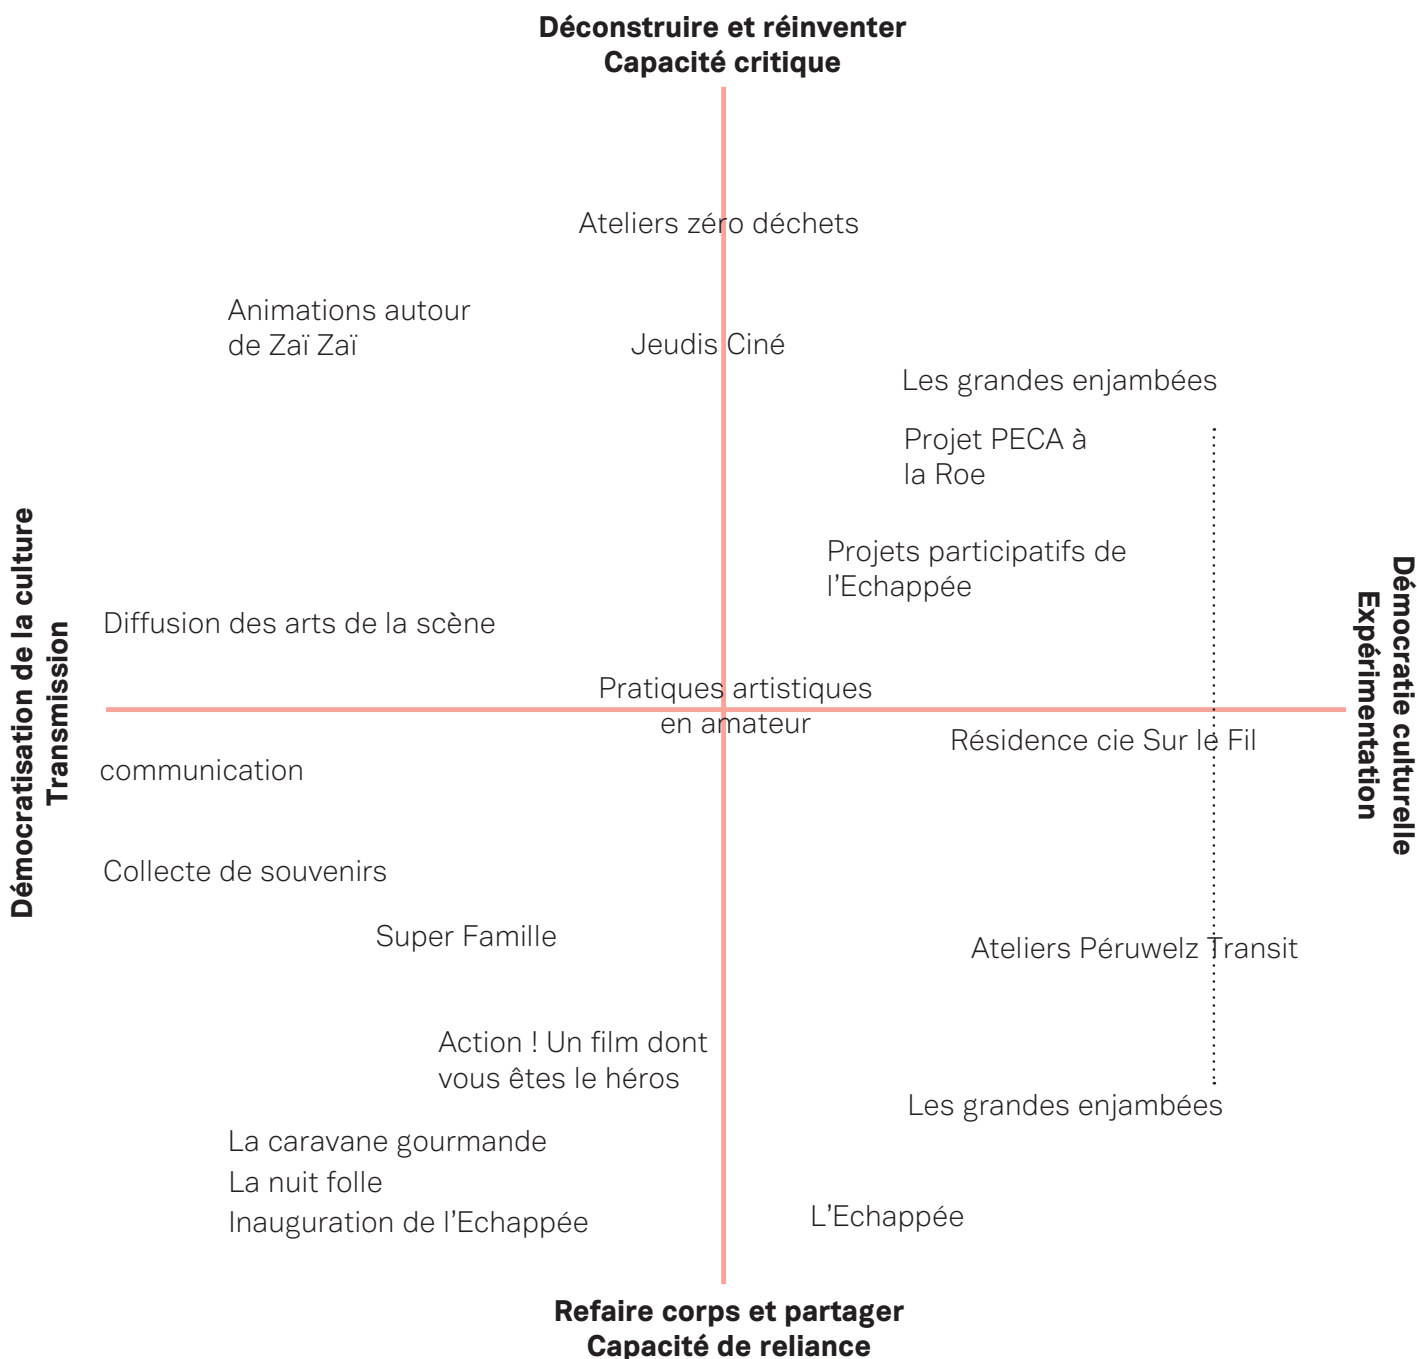 Déconstruire et réinventer
Capacité critique
Ateliers zéro déchets
Animations autour
de Zaï Zaï
Jeudis Ciné
Les grandes enjambées
Projet PECA à
la Roe
Projets participatifs de
l'Echappée
Démocratisation de la culture
Transmission
Démocratie culturelle
Expérimentation
Diffusion des arts de la scène
Pratiques artistiques
en amateur
Résidence cie Sur le Fil
communication
Collecte de souvenirs
Super Famille
Ateliers Péruwelz Transit
Action ! Un film dont
vous êtes le héros
Les grandes enjambées
La caravane gourmande
La nuit folle
Inauguration de l'Echappée
L'Echappée
Refaire corps et partager
Capacité de reliance